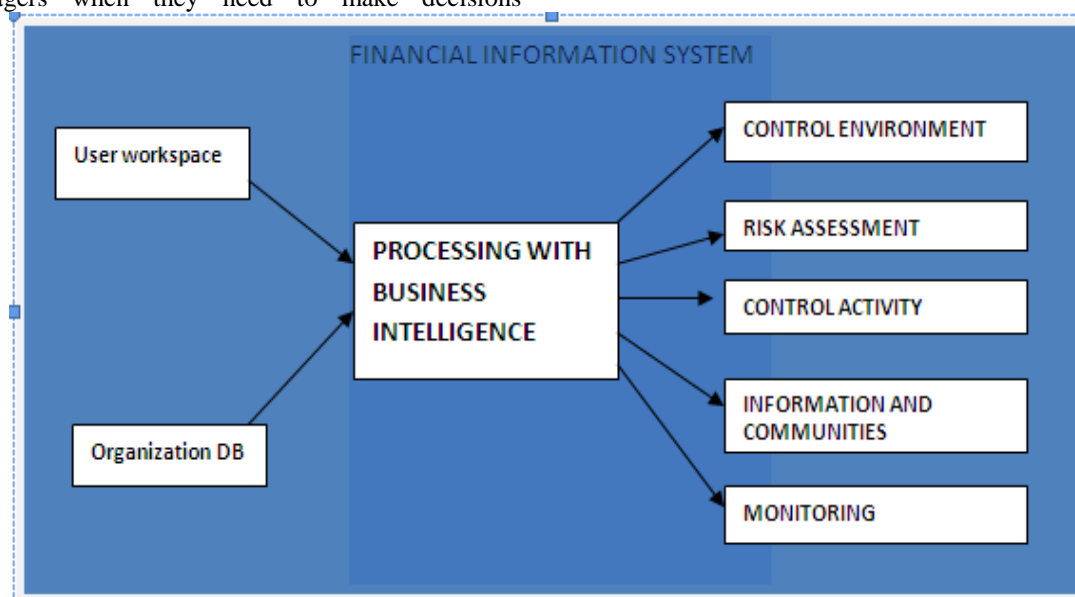 when they need to make decisions
FINANCIAL INFORMATION SYSTEM
User workspace
Organization DB
PROCESSING WITH
BUSINESS
INTELLIGENCE
CONTROL ENVIRONMENT
RISK ASSESSMENT
CONTROL ACTIVITY
INFORMATION AND
COMMUNITIES
MONITORING